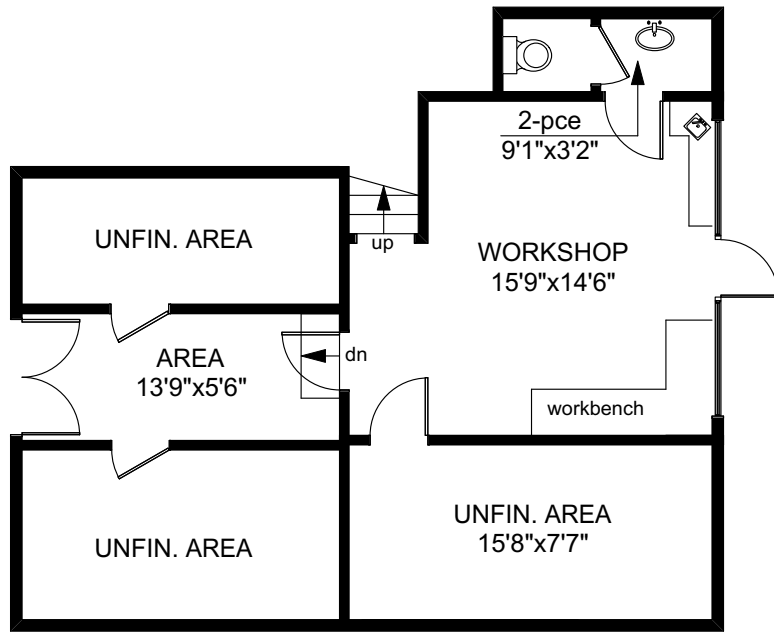 2-pce
9'1"x3'2"
UNFIN. AREA
up
WORKSHOP
15'9"x14'6"
dn
AREA
13'9"x5'6"
workbench
UNFIN. AREA
15'8"x7'7"
UNFIN. AREA